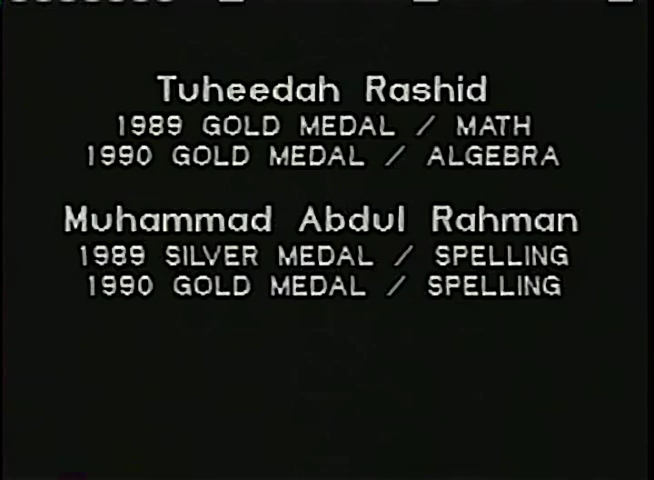 Tuheedah Rashid
1989 GOLD MEDAL / MATH
1990 GOLD MEDAL / ALGEBRA
Muhammad Abdul Rahman
1989 SILVER MEDAL / SPELLING
1990 GOLD MEDAL / SPELLING